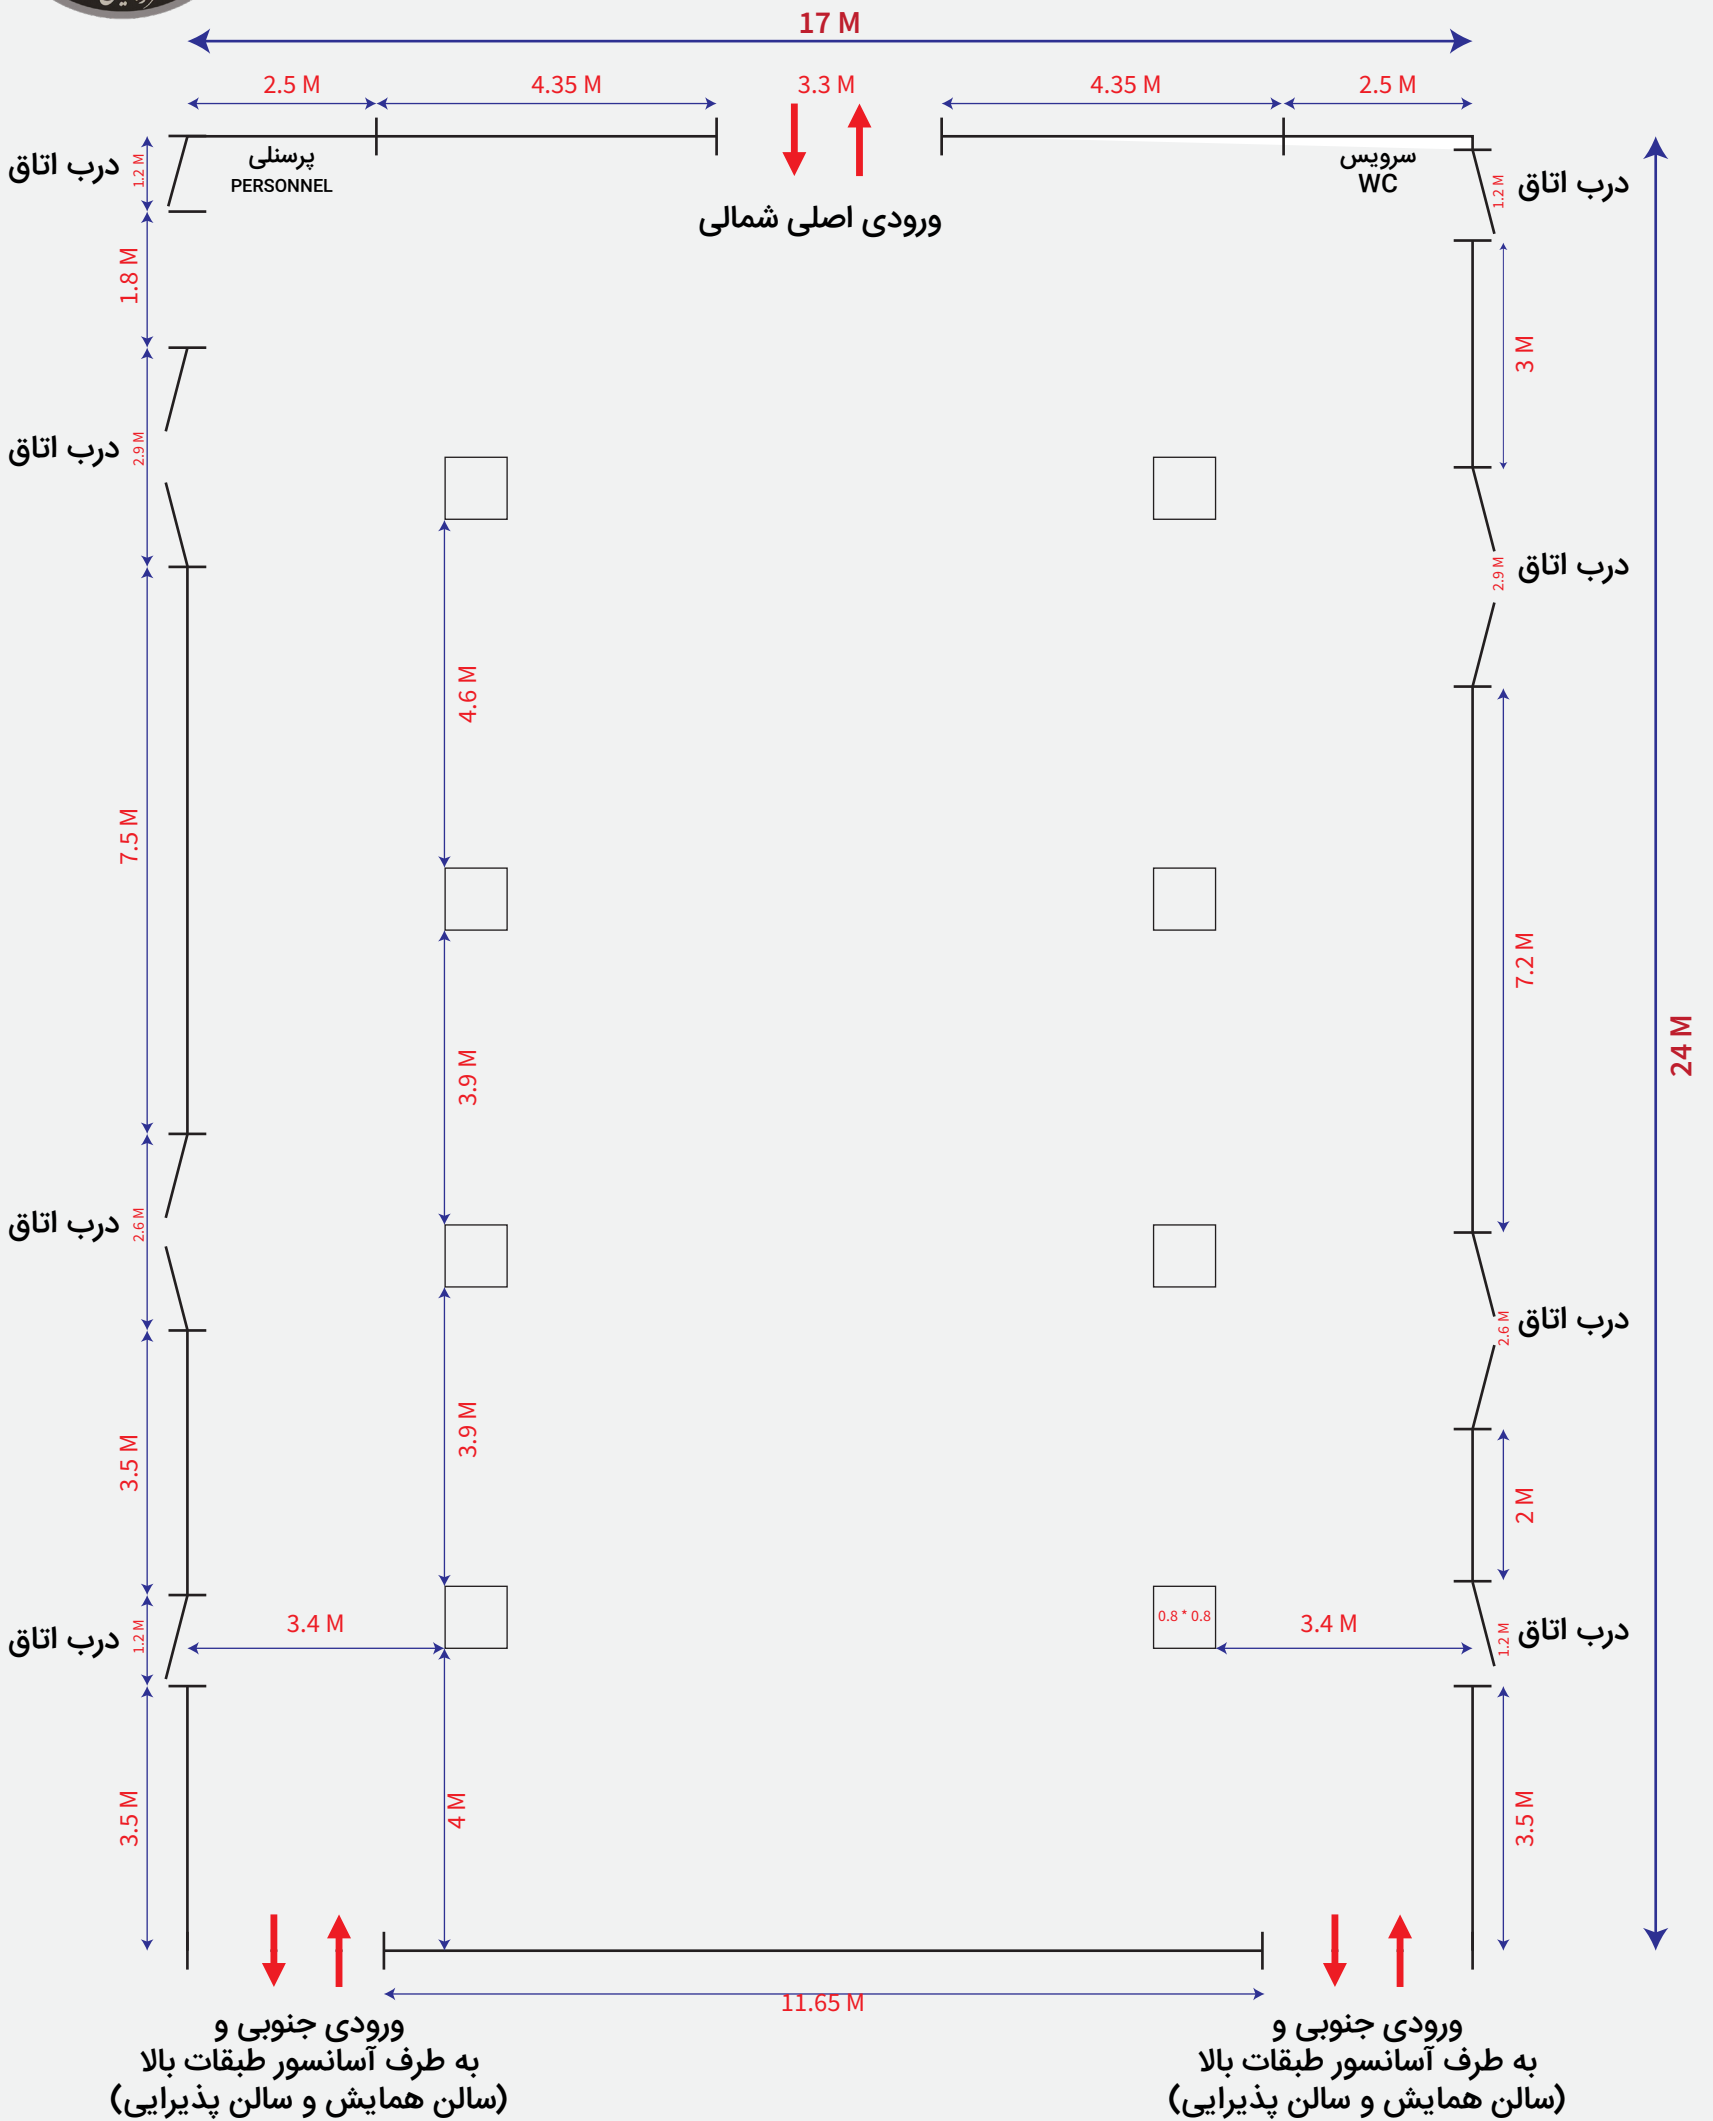 17 M
2.5 M
4.35 M
3.3 M
4.35 M
2.5 M
درب اتاق
1.2 M
پرسنلی
PERSONNEL
ورودی اصلی شمالی
سرویس
WC
1.2 M
درب اتاق
1.8 M
3 M
درب اتاق
2.9 M
2.9 M
درب اتاق
4.6 M
7.5 M
7.2 M
24 M
3.9 M
درب اتاق
2.6 M
2.6 M
درب اتاق
3.9 M
3.5 M
2 M
درب اتاق
1.2 M
3.4 M
0.8 * 0.8
3.4 M
1.2 M
درب اتاق
3.5 M
4 M
3.5 M
11.65 M
ورودی جنوبی و
به طرف آسانسور طبقات بالا
(سالن همایش و سالن پذیرایی)
ورودی جنوبی و
به طرف آسانسور طبقات بالا
(سالن همایش و سالن پذیرایی)